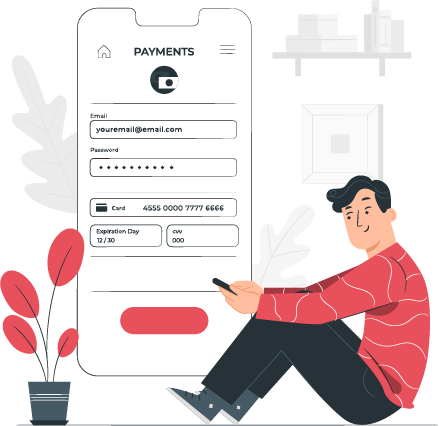 PAYMENTS
Email
youremail@email.com
Password
Card 4555 0000 7777 6666
Expiration Day cvv
12 / 30 000